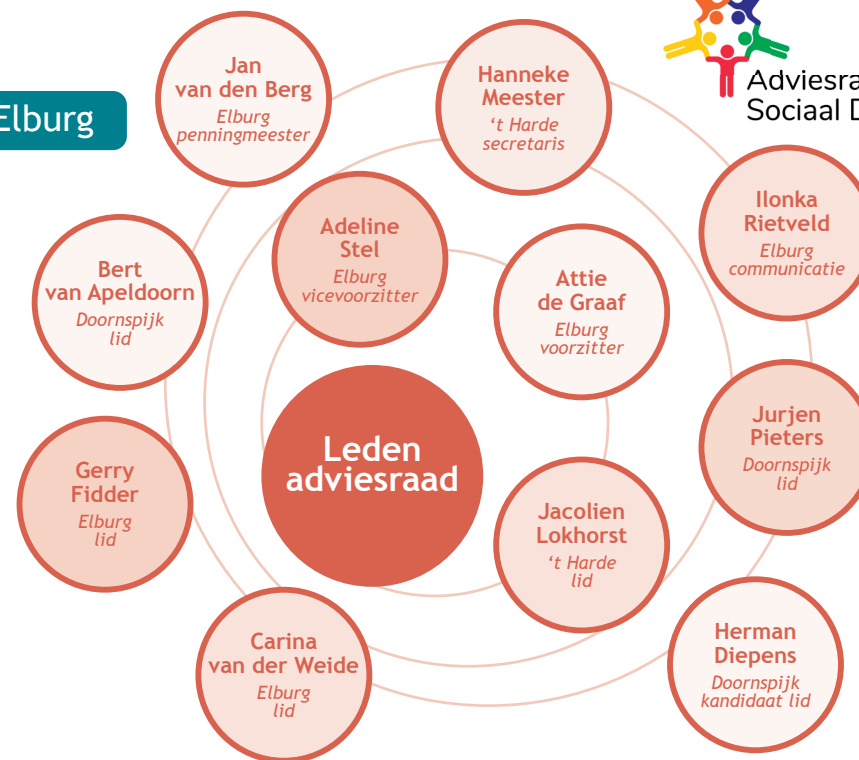 Elburg
Adviesra
Sociaal D
Jan
van den Berg
Elburg
penningmeester
Hanneke
Meester
‘t Harde
secretaris
Ilonka
Rietveld
Elburg
communicatie
Adeline
Stel
Elburg
vicevoorzitter
Attie
de Graaf
Elburg
voorzitter
Bert
van Apeldoorn
Doornspijk
lid
Jurjen
Pieters
Doornspijk
lid
Leden
adviesraad
Gerry
Fidder
Elburg
lid
Jacolien
Lokhorst
‘t Harde
lid
Carina
van der Weide
Elburg
lid
Herman
Diepens
Doornspijk
kandidaat lid